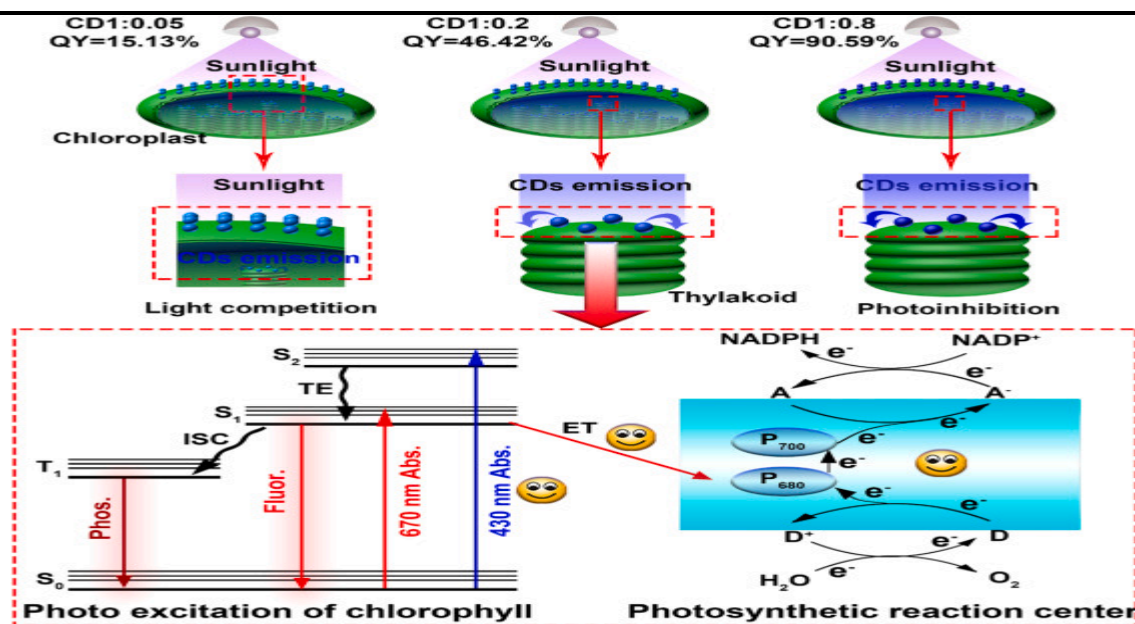 CD1:0.05
QY=15.13%
Sunlight
Chloroplast
Sunlight
CDs emission
Light competition
CD1:0.2
QY=46.42%
Sunlight
CDs emission
Thylakoid
CD1:0.8
QY=90.59%
Sunlight
CDs emission
Photoinhibition
S₂
TE
S₁
ISC
T₁
Phos.
Fluor.
670 nm Abs.
430 nm Abs.
S₀
Photo excitation of chlorophyll
ET
NADPH
NADP⁺
e⁻
e⁻
A
A⁻
e⁻
P₇₀₀
e⁻
P₆₈₀
e⁻
e⁻
D⁺
D
e⁻
H₂O
e⁻
O₂
Photosynthetic reaction center